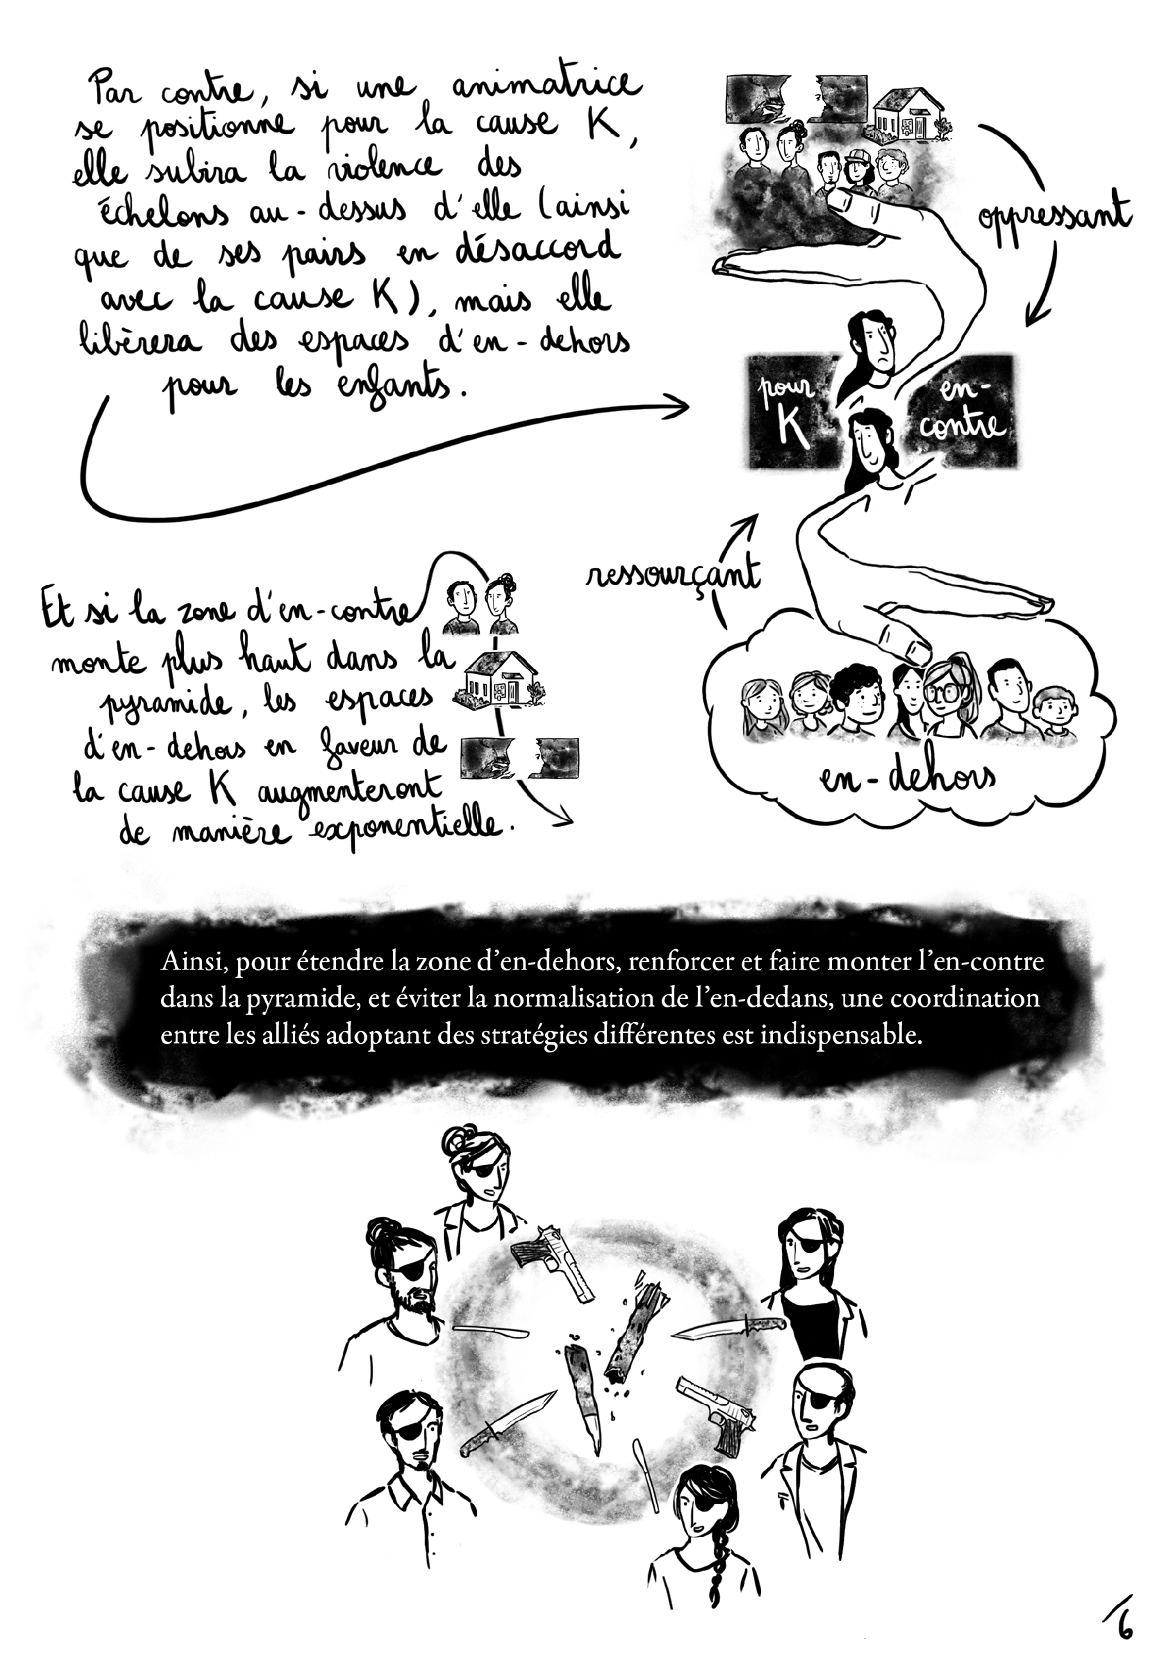 Par contre, si une animatrice
se positionne pour la cause K,
elle subira la violence des
échelons au-dessus d'elle (ainsi
que de ses pairs en désaccord
avec la cause K), mais elle
libèrera des espaces d'en-dehors
pour les enfants.
oppressant
pour
K
en-
contre
ressourçant
en-dehors
Et si la zone d'en-contre
monte plus haut dans la
pyramide, les espaces
d'en-dehors en faveur de
la cause K augmenteront
de manière exponentielle.
Ainsi, pour étendre la zone d'en-dehors, renforcer et faire monter l'en-contre
dans la pyramide, et éviter la normalisation de l'en-dedans, une coordination
entre les alliés adoptant des stratégies différentes est indispensable.
6